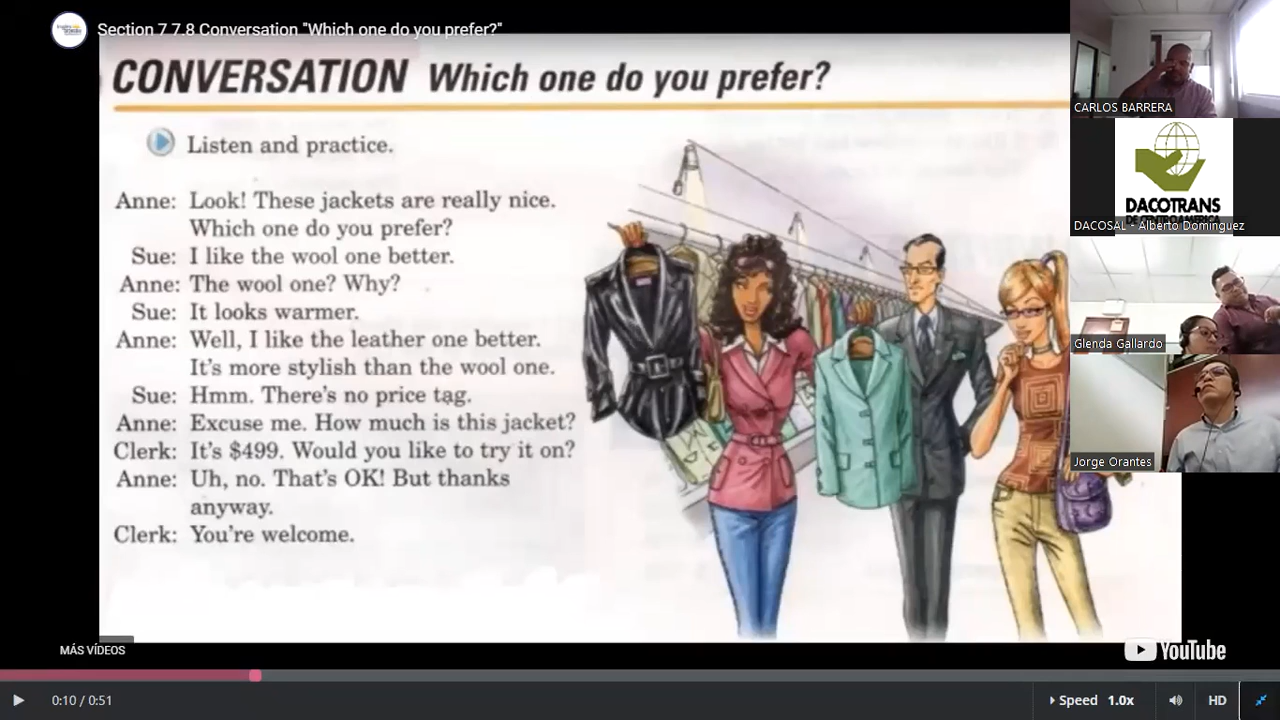 Section 7 7.8 Conversation "Which one do you prefer?"
CONVERSATION Which one do you prefer?
Listen and practice.
Anne: Look! These jackets are really nice.
Which one do you prefer?
Sue: I like the wool one better.
Anne: The wool one? Why?
Sue: It looks warmer.
Anne: Well, I like the leather one better.
It's more stylish than the wool one.
Sue: Hmm. There's no price tag.
Anne: Excuse me. How much is this jacket?
Clerk: It's $499. Would you like to try it on?
Anne: Uh, no. That's OK! But thanks
anyway.
Clerk: You're welcome.
CARLOS BARRERA
DACOTRANS
DE CENTROAMERICA
DACOSAL - Alberto Dominguez
Glenda Gallardo
Jorge Orantes
MÁS VÍDEOS
YouTube
0:10 / 0:51
Speed 1.0x
HD